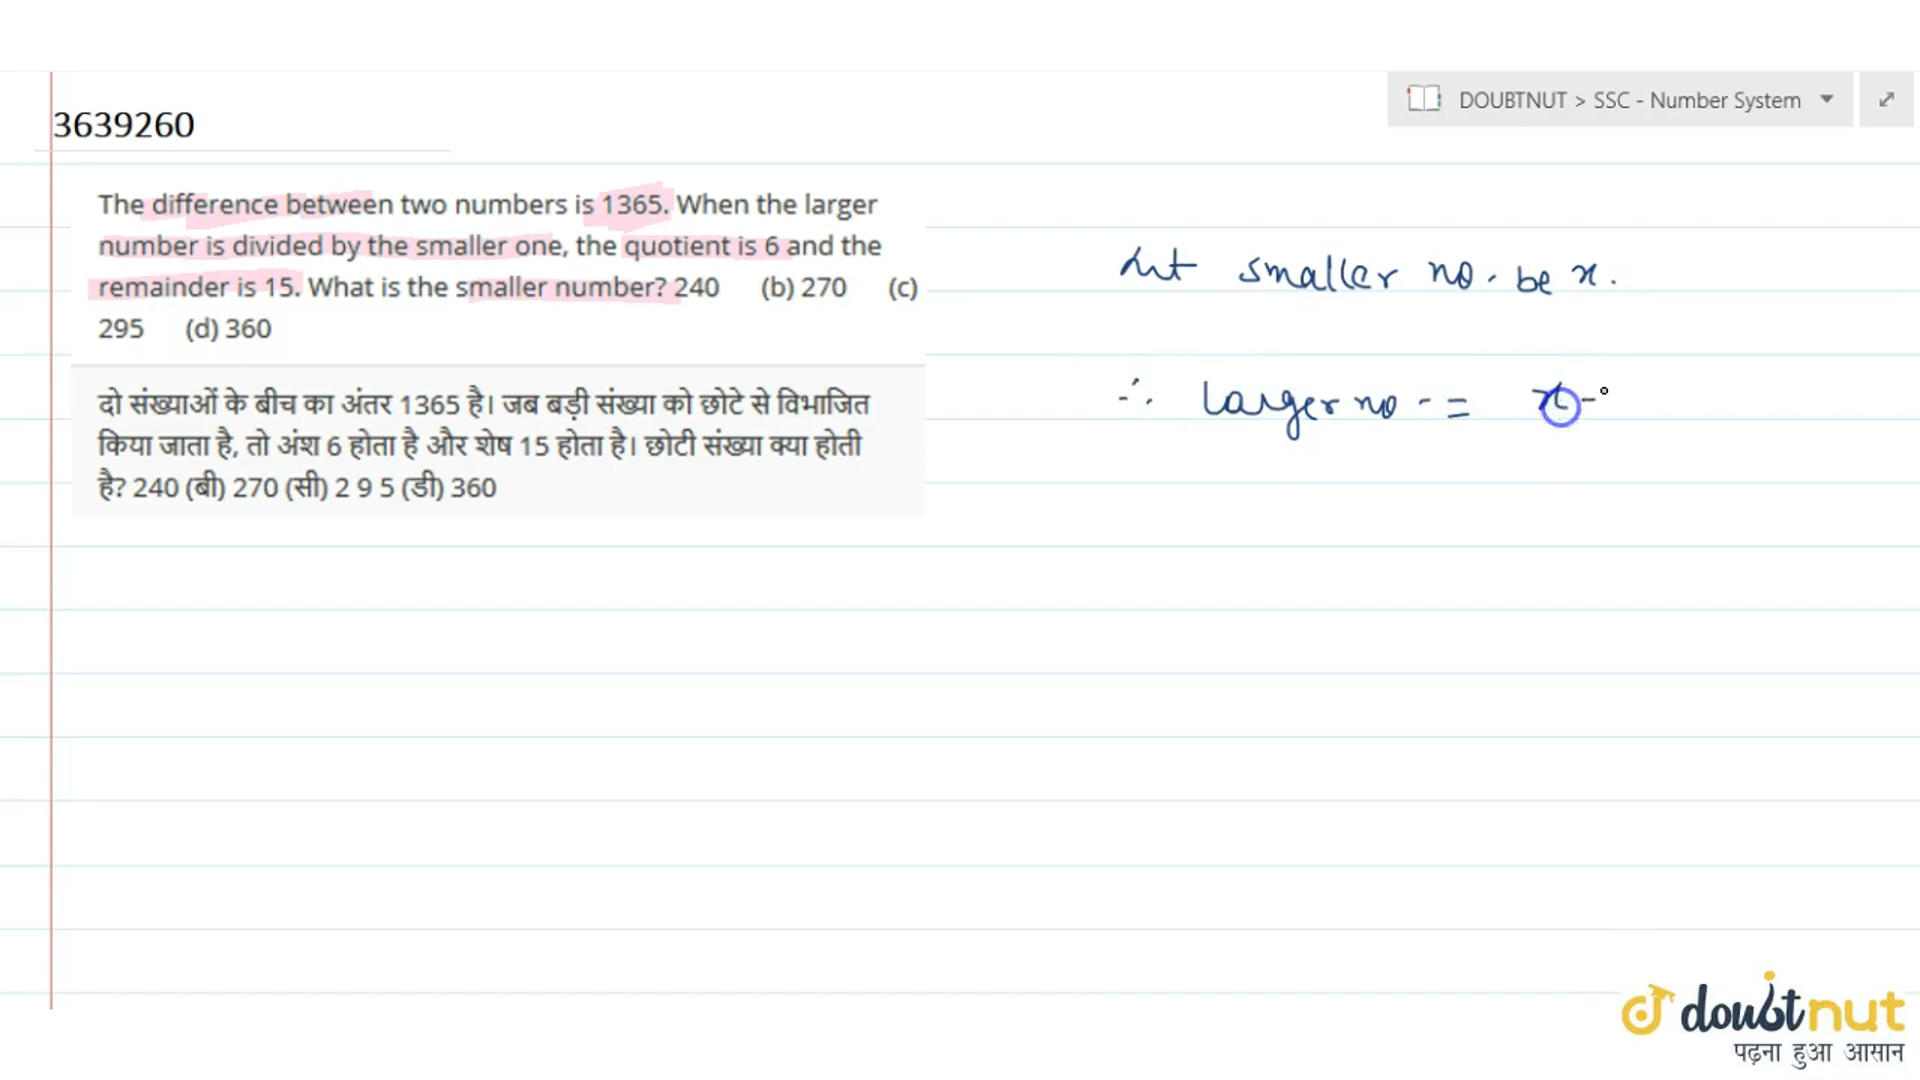 DOUBTNUT > SSC - Number System
3639260
The difference between two numbers is 1365. When the larger
number is divided by the smaller one, the quotient is 6 and the
remainder is 15. What is the smaller number? 240 (b) 270 (c)
295 (d) 360
दो संख्याओं के बीच का अंतर 1365 है। जब बड़ी संख्या को छोटे से विभाजित
किया जाता है, तो अंश 6 होता है और शेष 15 होता है। छोटी संख्या क्या होती
है? 240 (बी) 270 (सी) 2 9 5 (डी) 360
Let smaller no. be x.
∴ Larger no. = x -
doubtnut
पढ़ना हुआ आसान